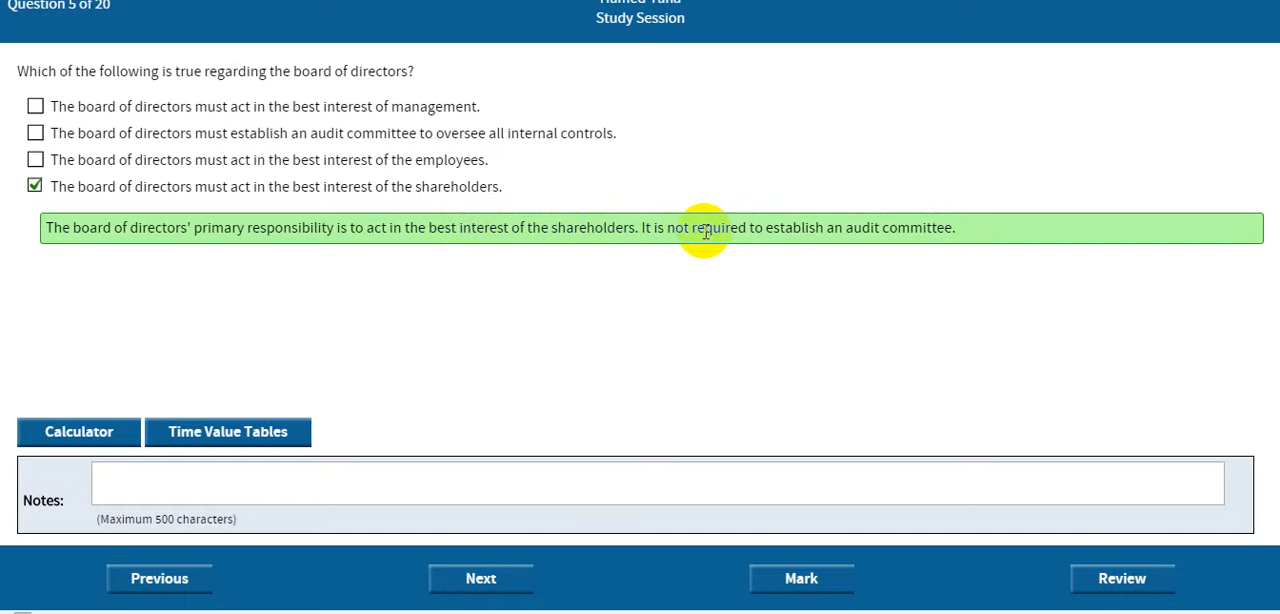 Question 5 of 20
Hamed Yaha
Study Session
Which of the following is true regarding the board of directors?
The board of directors must act in the best interest of management.
The board of directors must establish an audit committee to oversee all internal controls.
The board of directors must act in the best interest of the employees.
The board of directors must act in the best interest of the shareholders.
The board of directors' primary responsibility is to act in the best interest of the shareholders. It is not required to establish an audit committee.
Calculator
Time Value Tables
Notes:
(Maximum 500 characters)
Previous
Next
Mark
Review